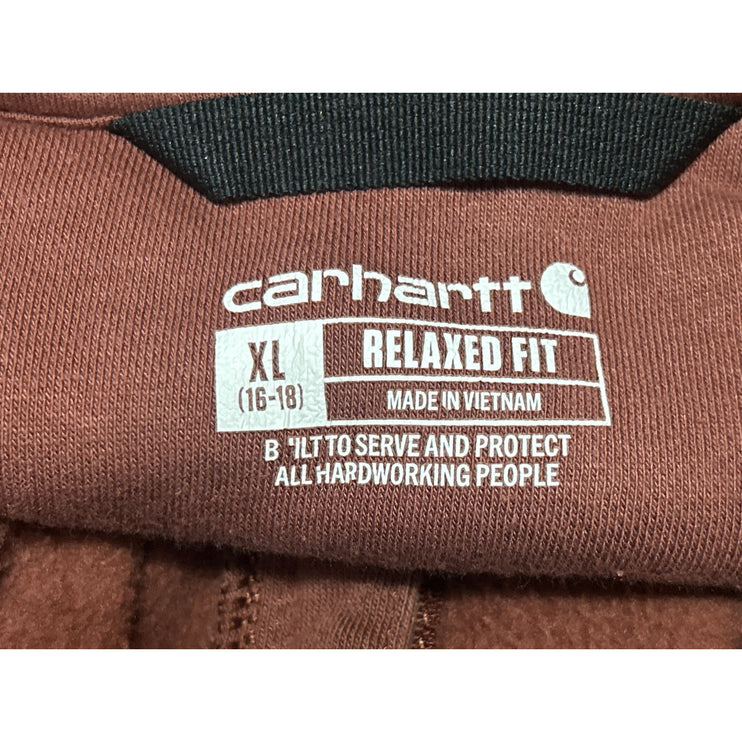 carhartt
XL
(16-18)
RELAXED FIT
MADE IN VIETNAM
B ILT TO SERVE AND PROTECT
ALL HARDWORKING PEOPLE